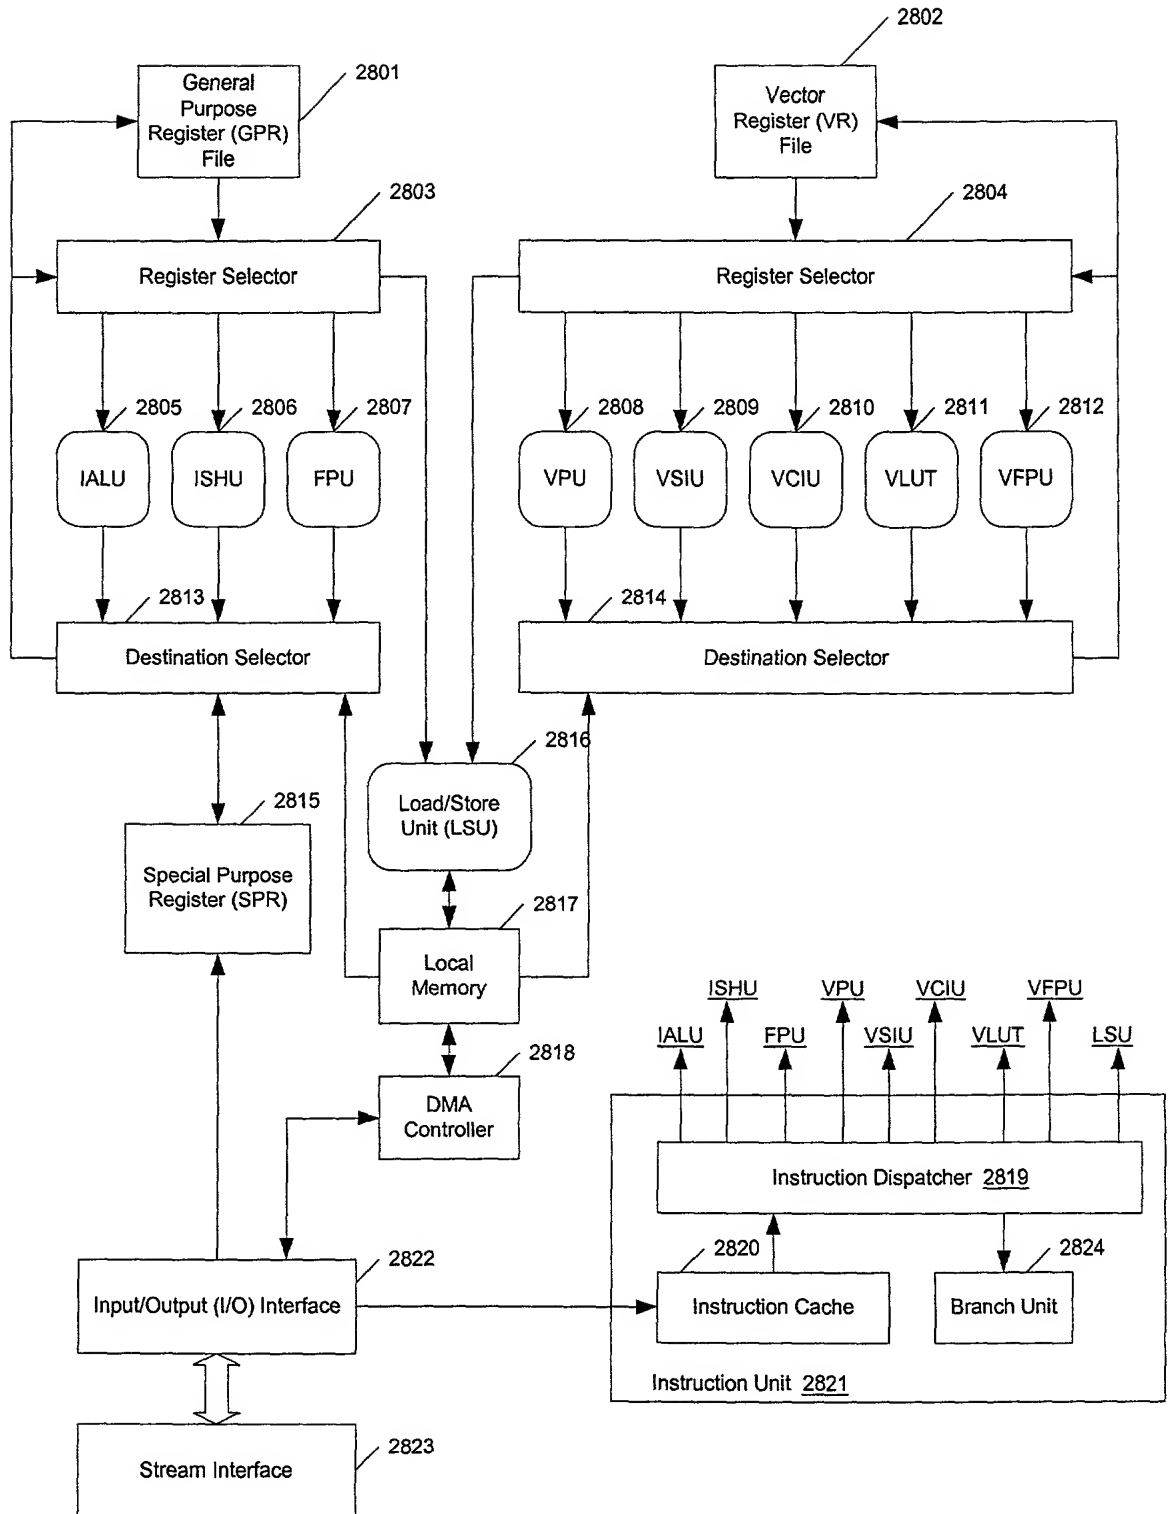 2801
2802
General
Purpose
Register (GPR)
File
Vector
Register (VR)
File
2803
2804
Register Selector
Register Selector
2805
2806
2807
2808
2809
2810
2811
2812
IALU
ISHU
FPU
VPU
VSIU
VCIU
VLUT
VFPU
2813
2814
Destination Selector
Destination Selector
2816
Load/Store
Unit (LSU)
2815
Special Purpose
Register (SPR)
2817
Local
Memory
ISHU
VPU
VCIU
VFPU
IALU
FPU
VSIU
VLUT
LSU
2818
DMA
Controller
Instruction Dispatcher 2819
2822
Input/Output (I/O) Interface
2820
2824
Instruction Cache
Branch Unit
Instruction Unit 2821
2823
Stream Interface